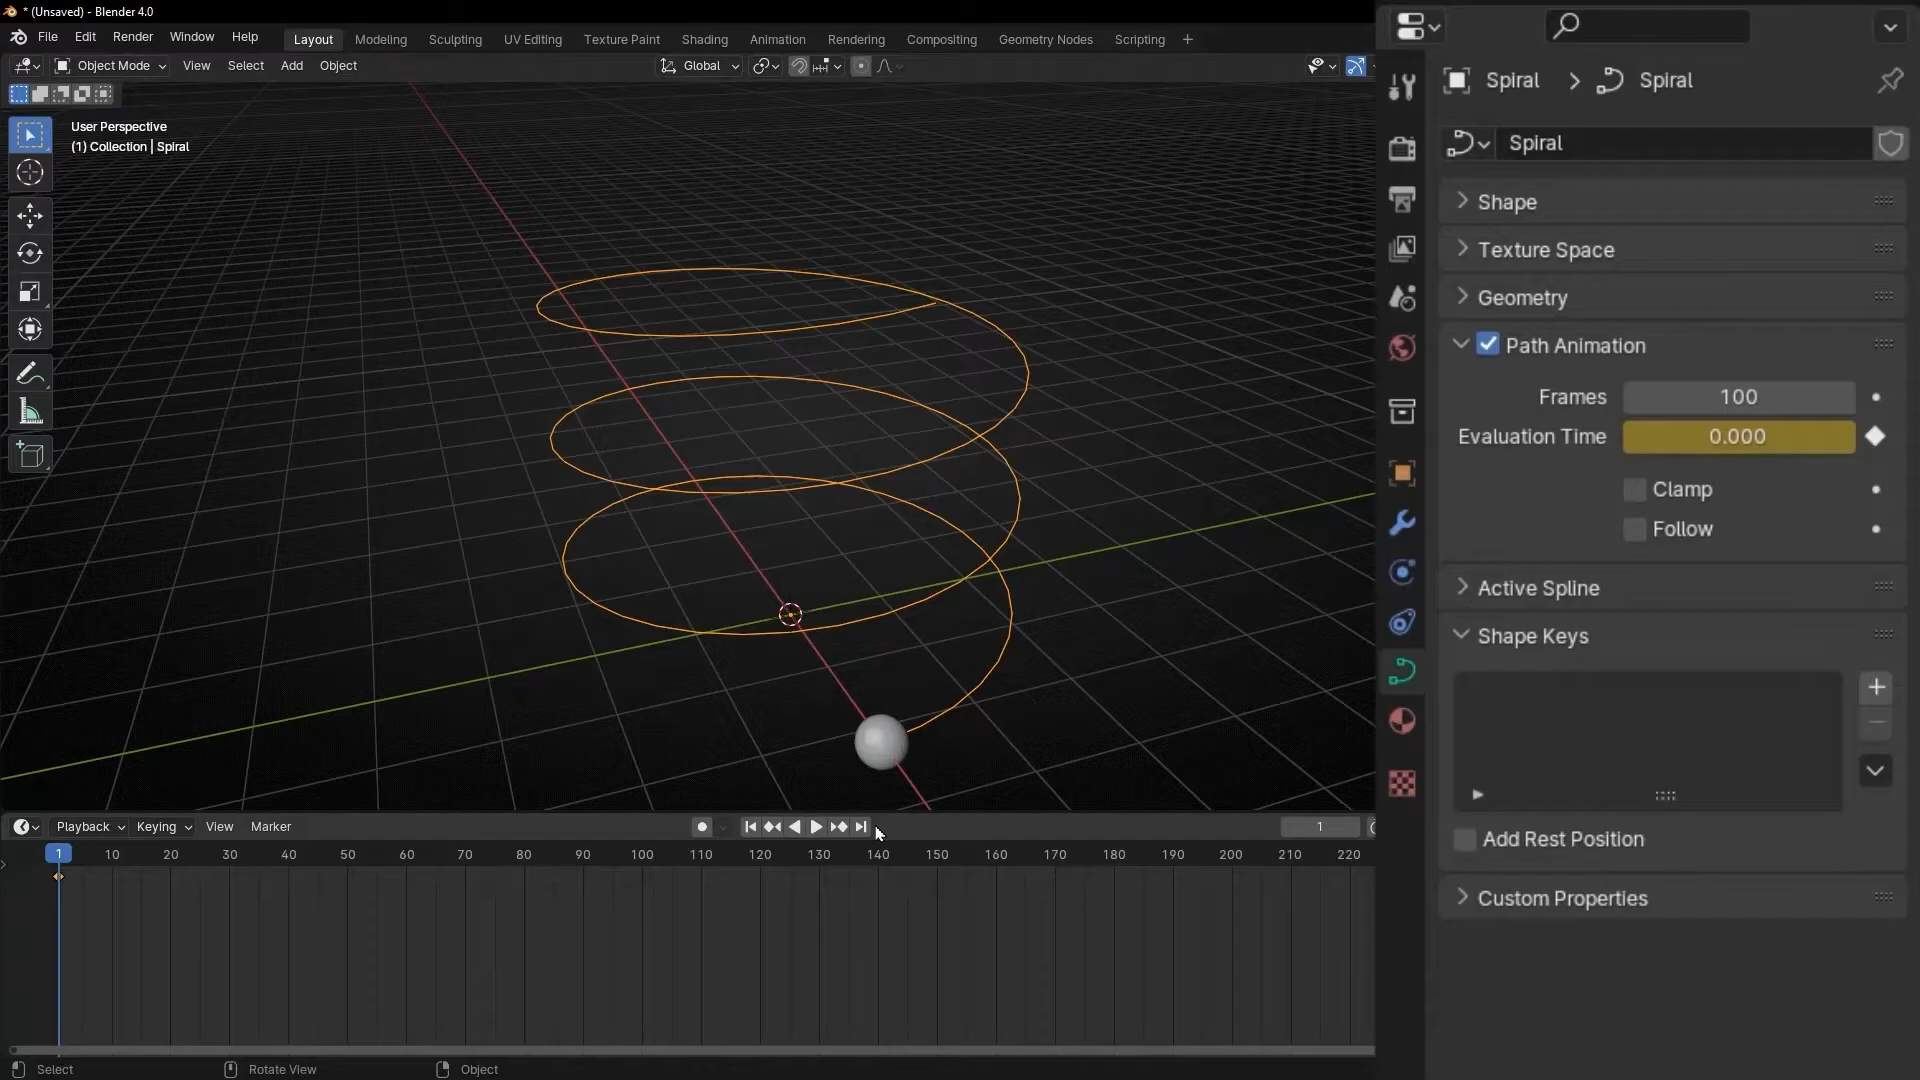 * (Unsaved) - Blender 4.0
File Edit Render Window Help Layout Modeling Sculpting UV Editing Texture Paint Shading Animation Rendering Compositing Geometry Nodes Scripting +
Object Mode View Select Add Object Global
User Perspective
(1) Collection | Spiral
Playback Keying View Marker 1
1 10 20 30 40 50 60 70 80 90 100 110 120 130 140 150 160 170 180 190 200 210 220
Select Rotate View Object
Spiral > Spiral
Spiral
Shape
Texture Space
Geometry
Path Animation
Frames 100
Evaluation Time 0.000
Clamp
Follow
Active Spline
Shape Keys
Add Rest Position
Custom Properties